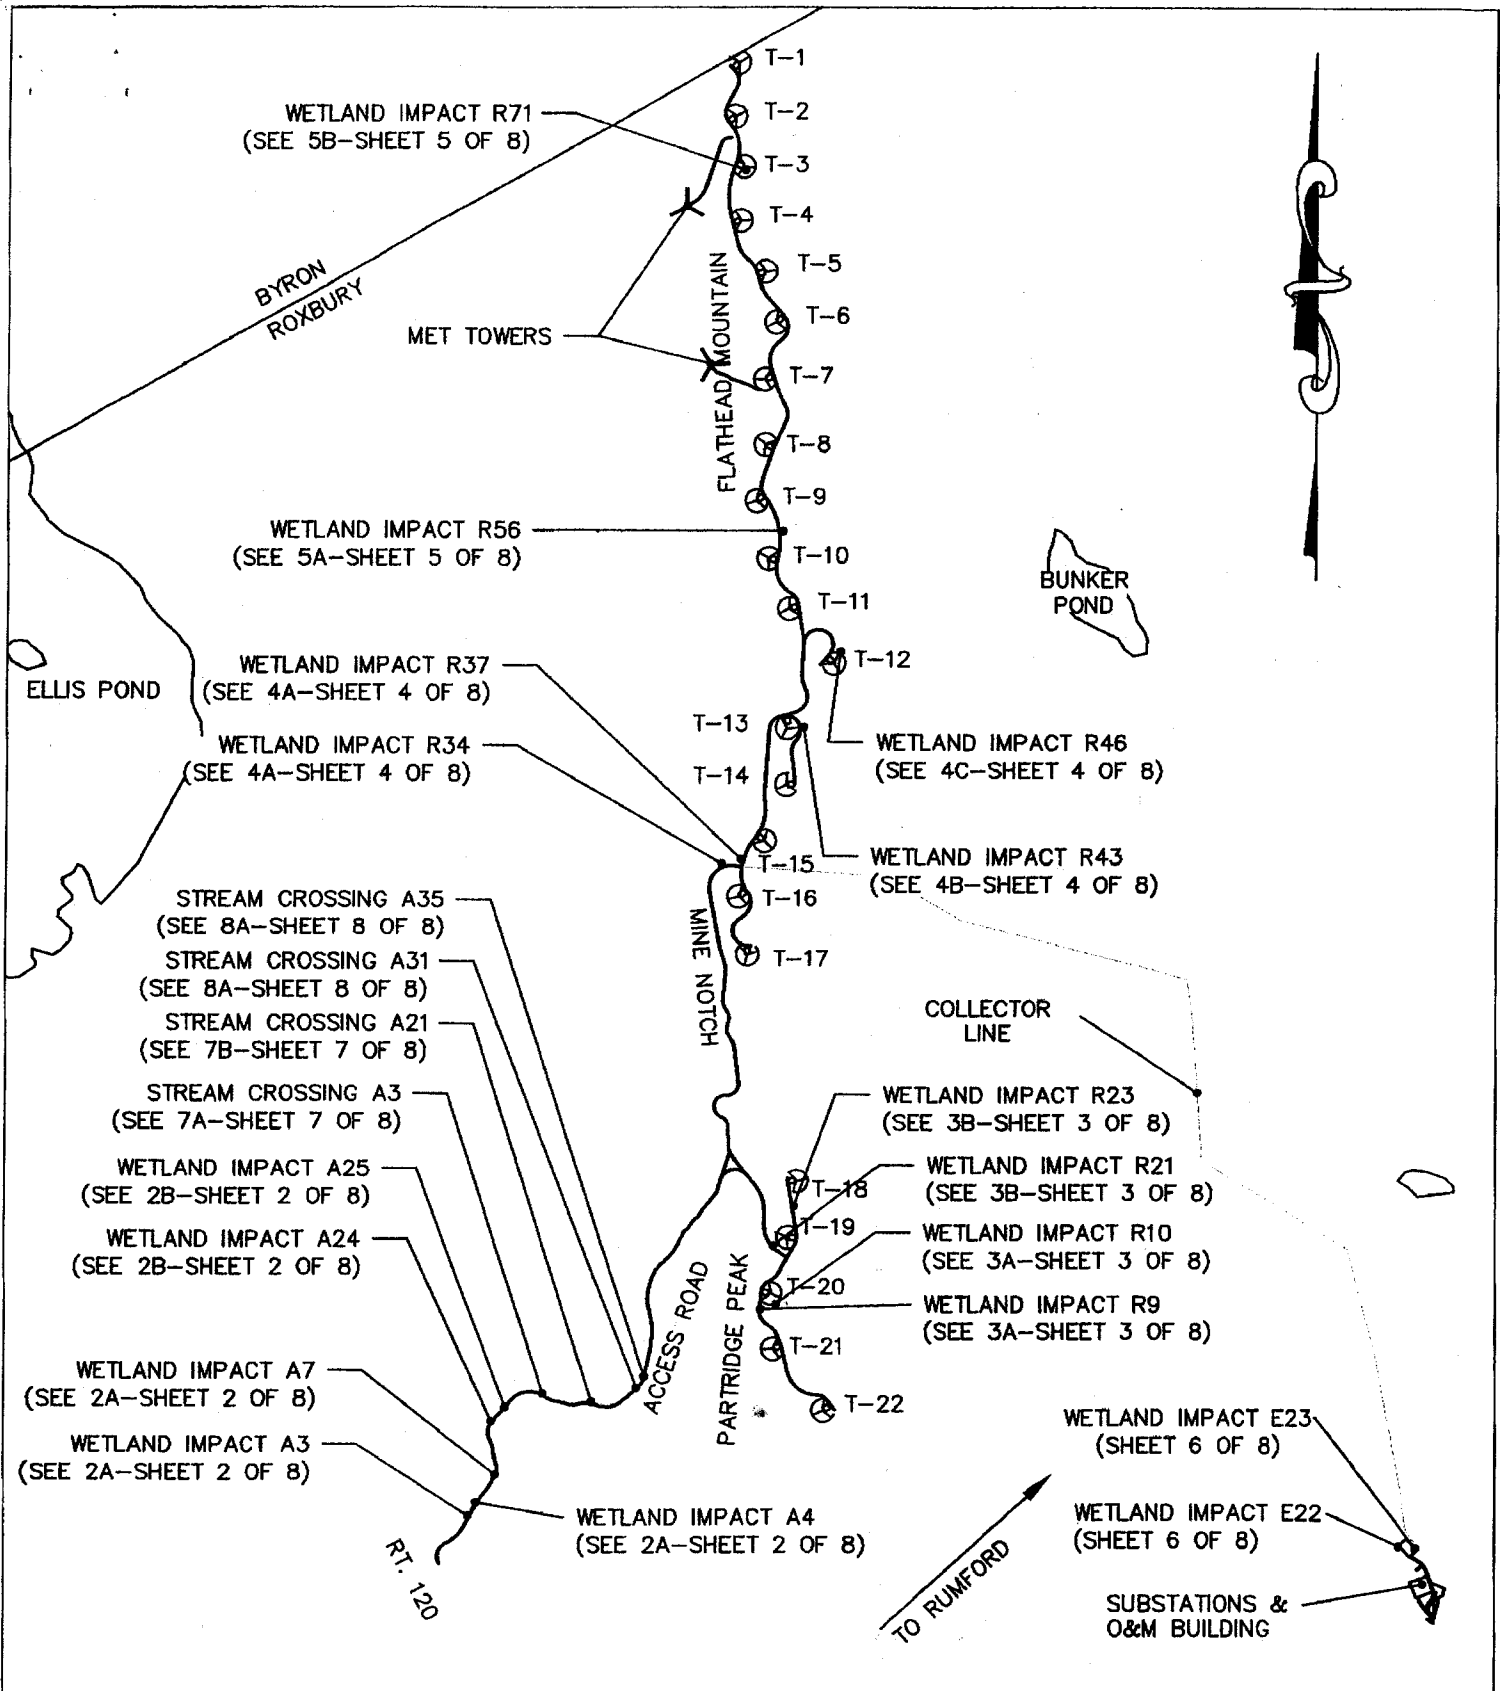 T-1
T-2
WETLAND IMPACT R71
(SEE 5B-SHEET 5 OF 8)
T-3
T-4
T-5
BYRON
ROXBURY
T-6
MET TOWERS
FLATHEAD MOUNTAIN
T-7
T-8
T-9
WETLAND IMPACT R56
(SEE 5A-SHEET 5 OF 8)
T-10
BUNKER
POND
T-11
T-12
WETLAND IMPACT R37
(SEE 4A-SHEET 4 OF 8)
ELLIS POND
T-13
WETLAND IMPACT R34
(SEE 4A-SHEET 4 OF 8)
WETLAND IMPACT R46
(SEE 4C-SHEET 4 OF 8)
T-14
T-15
WETLAND IMPACT R43
(SEE 4B-SHEET 4 OF 8)
STREAM CROSSING A35
(SEE 8A-SHEET 8 OF 8)
T-16
MINE NOTCH
T-17
STREAM CROSSING A31
(SEE 8A-SHEET 8 OF 8)
STREAM CROSSING A21
(SEE 7B-SHEET 7 OF 8)
COLLECTOR
LINE
STREAM CROSSING A3
(SEE 7A-SHEET 7 OF 8)
WETLAND IMPACT R23
(SEE 3B-SHEET 3 OF 8)
WETLAND IMPACT A25
(SEE 2B-SHEET 2 OF 8)
T-18
WETLAND IMPACT R21
(SEE 3B-SHEET 3 OF 8)
T-19
WETLAND IMPACT A24
(SEE 2B-SHEET 2 OF 8)
WETLAND IMPACT R10
(SEE 3A-SHEET 3 OF 8)
T-20
WETLAND IMPACT R9
(SEE 3A-SHEET 3 OF 8)
ACCESS ROAD
PARTRIDGE PEAK
T-21
WETLAND IMPACT A7
(SEE 2A-SHEET 2 OF 8)
T-22
WETLAND IMPACT E23
(SHEET 6 OF 8)
WETLAND IMPACT A3
(SEE 2A-SHEET 2 OF 8)
WETLAND IMPACT A4
(SEE 2A-SHEET 2 OF 8)
WETLAND IMPACT E22
(SHEET 6 OF 8)
RT. 120
TO RUMFORD
SUBSTATIONS &
O&M BUILDING